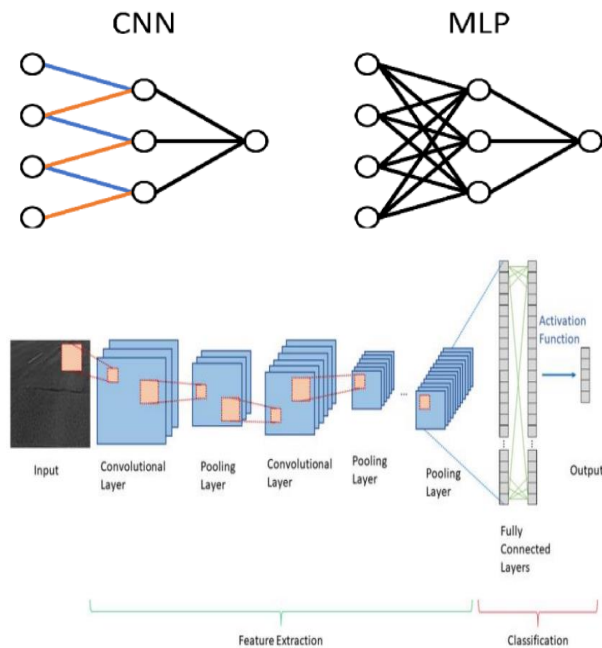 CNN
MLP
Activation
Function
Input
Convolutional
Layer
Pooling
Layer
Convolutional
Layer
Pooling
Layer
...
Pooling
Layer
Output
Fully
Connected
Layers
Feature Extraction
Classification